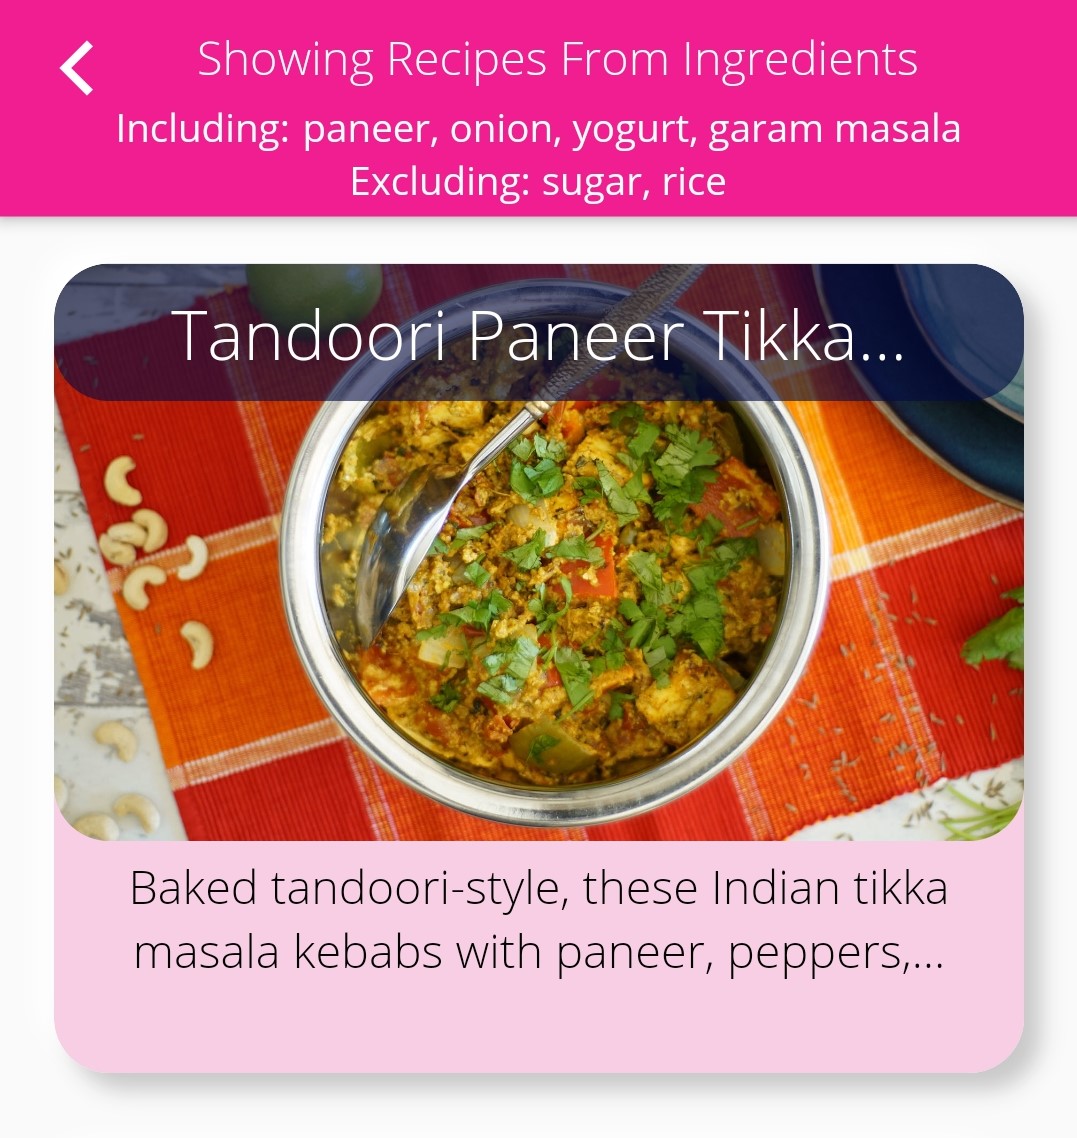 Showing Recipes From Ingredients
Including: paneer, onion, yogurt, garam masala
Excluding: sugar, rice
Tandoori Paneer Tikka...
Baked tandoori-style, these Indian tikka
masala kebabs with paneer, peppers,...